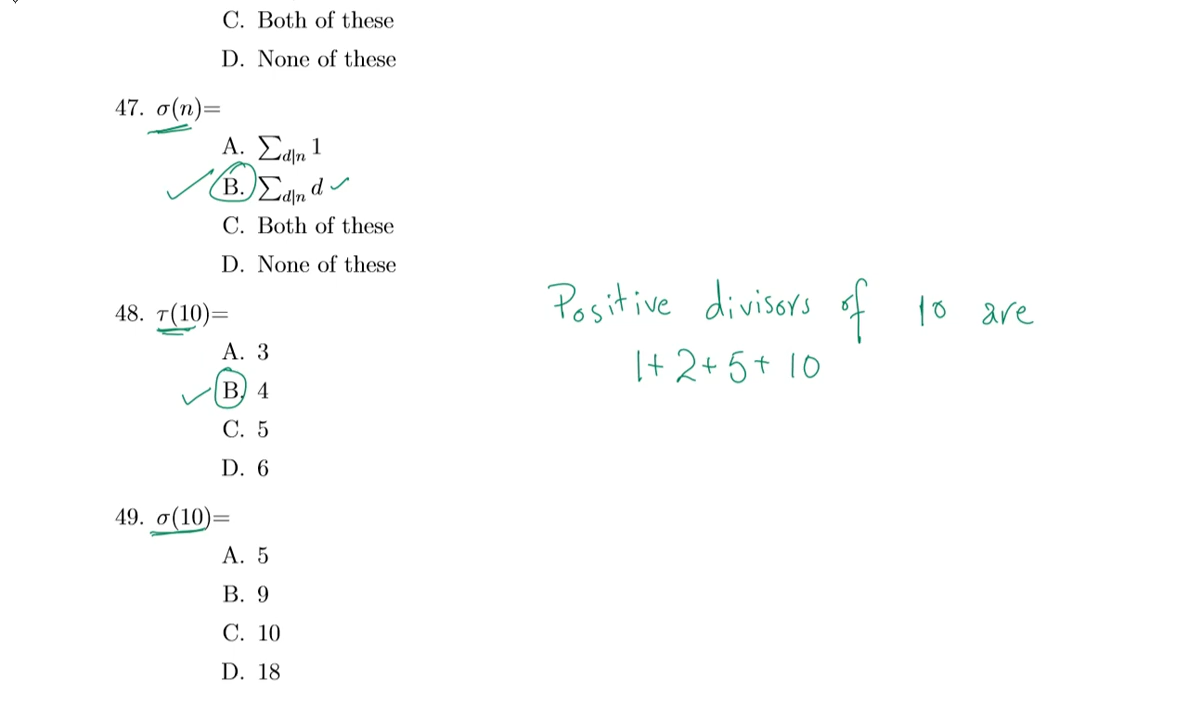 C. Both of these
D. None of these
47. σ(n)=
A. ∑d|n 1
B. ∑d|n d
C. Both of these
D. None of these
48. τ(10)=
A. 3
B. 4
C. 5
D. 6
Positive divisors of 10 are
1+2+5+10
49. σ(10)=
A. 5
B. 9
C. 10
D. 18